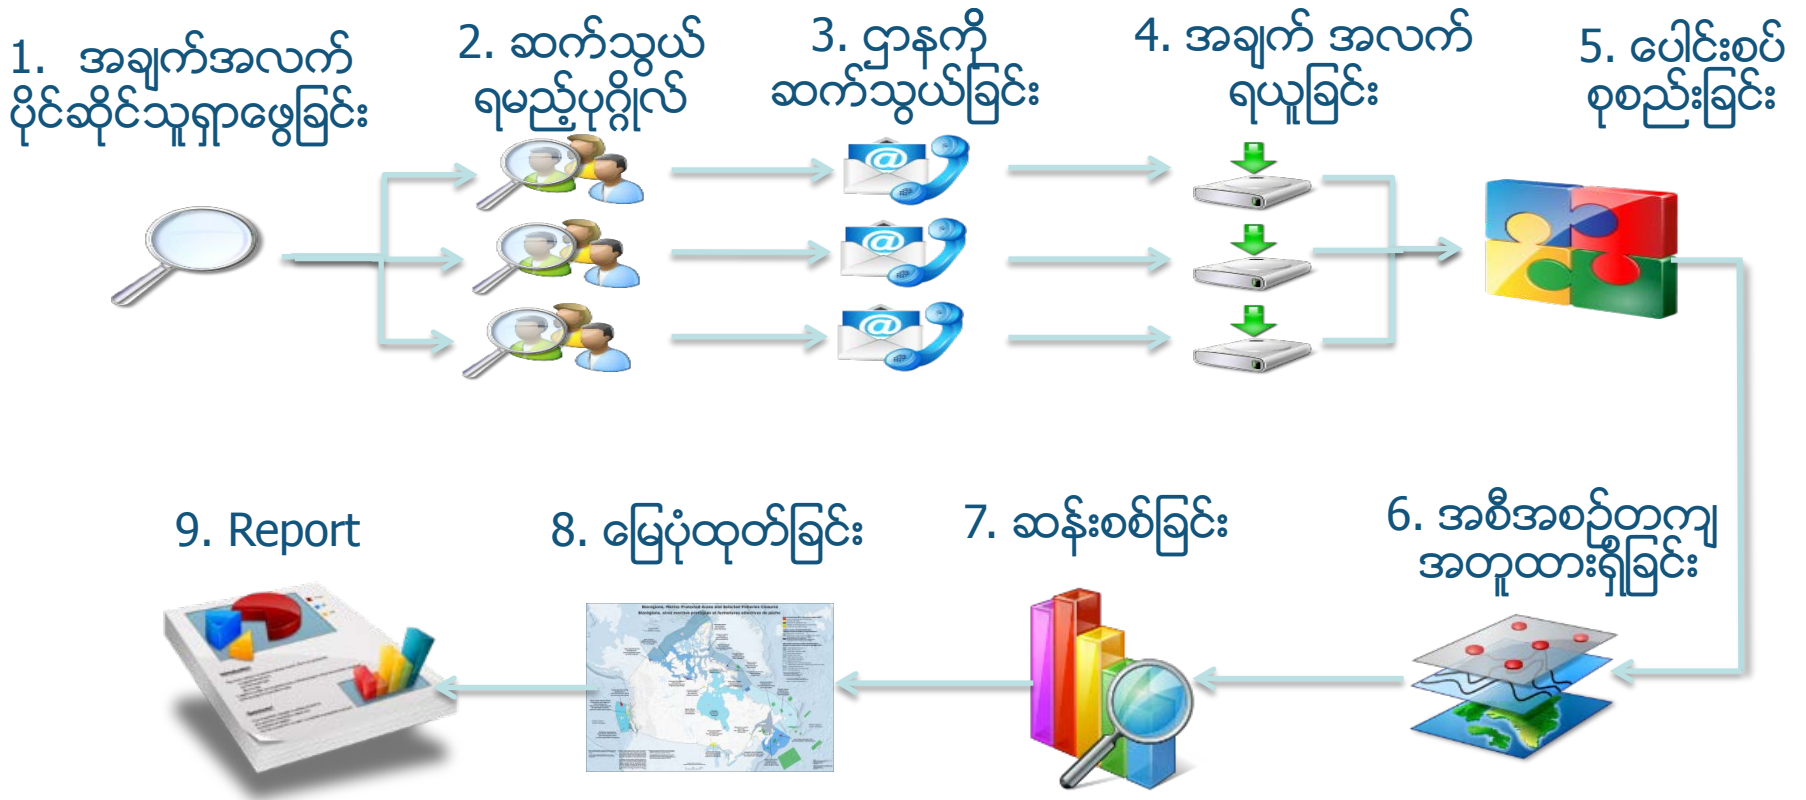 1. အချက်အလက်
ပိုင်ဆိုင်သူရှာဖွေခြင်း
2. ဆက်သွယ်
ရမည့်ပုဂ္ဂိုလ်
3. ဌာနကို
ဆက်သွယ်ခြင်း
4. အချက် အလက်
ရယူခြင်း
5. ပေါင်းစပ်
စုစည်းခြင်း
6. အစီအစဉ်တကျ
အတူထားရှိခြင်း
7. ဆန်းစစ်ခြင်း
8. မြေပုံထုတ်ခြင်း
9. Report